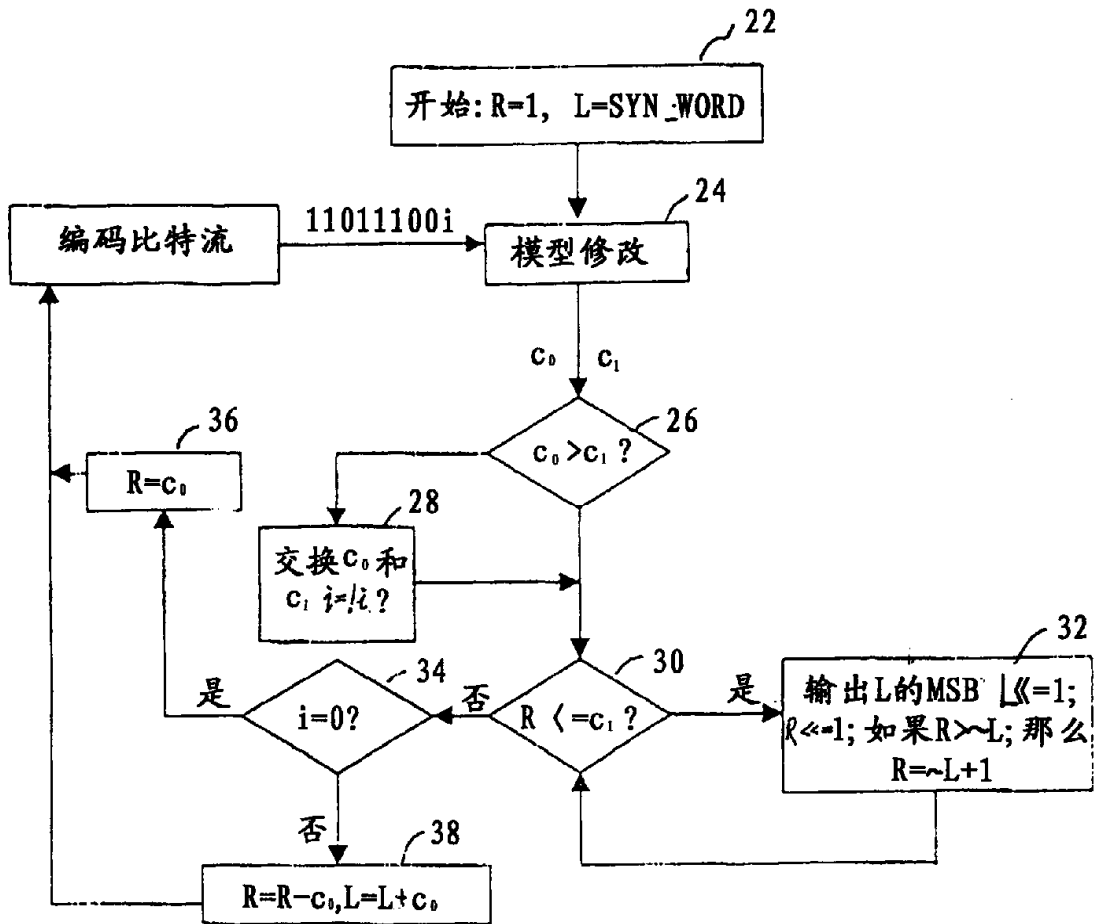 22
开始: R=1, L=SYN_WORD
24
编码比特流
11011100i
模型修改
c₀ c₁
26
c₀>c₁?
36
R=c₀
28
交换c₀和
c₁ i=!i?
30
R<=c₁?
34
i=0?
是
否
是
32
输出L的MSB L≪=1;
R≪=1; 如果R>~L; 那么
R=~L+1
否
38
R=R-c₀, L=L+c₀